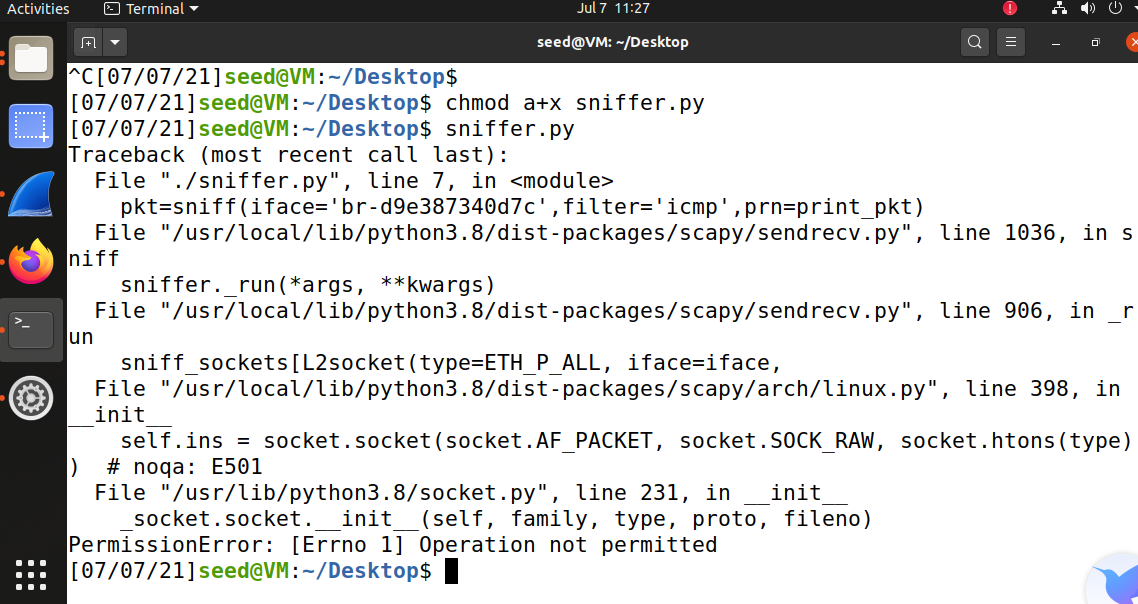 Activities Terminal Jul 7 11:27
seed@VM: ~/Desktop
^C[07/07/21]seed@VM:~/Desktop$
[07/07/21]seed@VM:~/Desktop$ chmod a+x sniffer.py
[07/07/21]seed@VM:~/Desktop$ sniffer.py
Traceback (most recent call last):
  File "./sniffer.py", line 7, in <module>
    pkt=sniff(iface='br-d9e387340d7c',filter='icmp',prn=print_pkt)
  File "/usr/local/lib/python3.8/dist-packages/scapy/sendrecv.py", line 1036, in s
niff
    sniffer._run(*args, **kwargs)
  File "/usr/local/lib/python3.8/dist-packages/scapy/sendrecv.py", line 906, in _r
un
    sniff_sockets[L2socket(type=ETH_P_ALL, iface=iface,
  File "/usr/local/lib/python3.8/dist-packages/scapy/arch/linux.py", line 398, in
__init__
    self.ins = socket.socket(socket.AF_PACKET, socket.SOCK_RAW, socket.htons(type)
)  # noqa: E501
  File "/usr/lib/python3.8/socket.py", line 231, in __init__
    _socket.socket.__init__(self, family, type, proto, fileno)
PermissionError: [Errno 1] Operation not permitted
[07/07/21]seed@VM:~/Desktop$